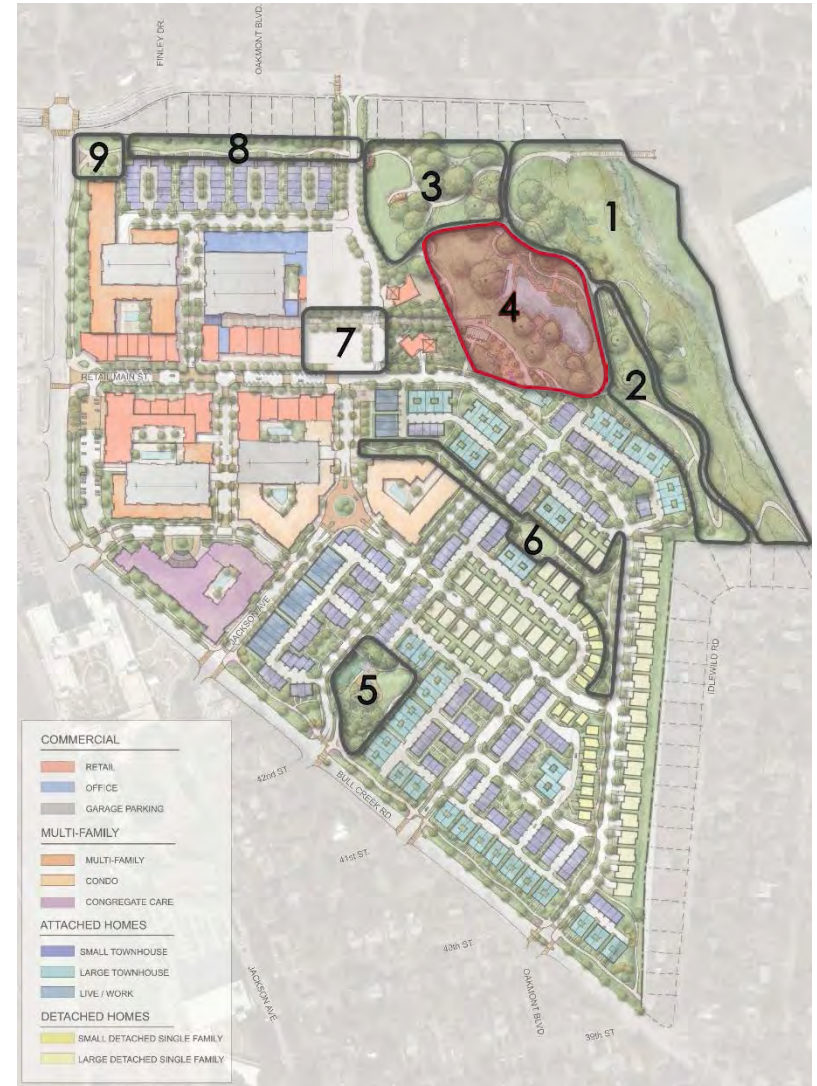 FINLEY DR.
OAKMONT BLVD.
9
8
3
1
4
7
2
RETAIL MAIN ST.
6
JACKSON AVE
5
IDLEWILD RD
42nd ST.
BULL CREEK RD
41st ST.
40th ST.
JACKSON AVE
OAKMONT BLVD
39th ST.
COMMERCIAL
RETAIL
OFFICE
GARAGE PARKING
MULTI-FAMILY
MULTI-FAMILY
CONDO
CONGREGATE CARE
ATTACHED HOMES
SMALL TOWNHOUSE
LARGE TOWNHOUSE
LIVE / WORK
DETACHED HOMES
SMALL DETACHED SINGLE FAMILY
LARGE DETACHED SINGLE FAMILY